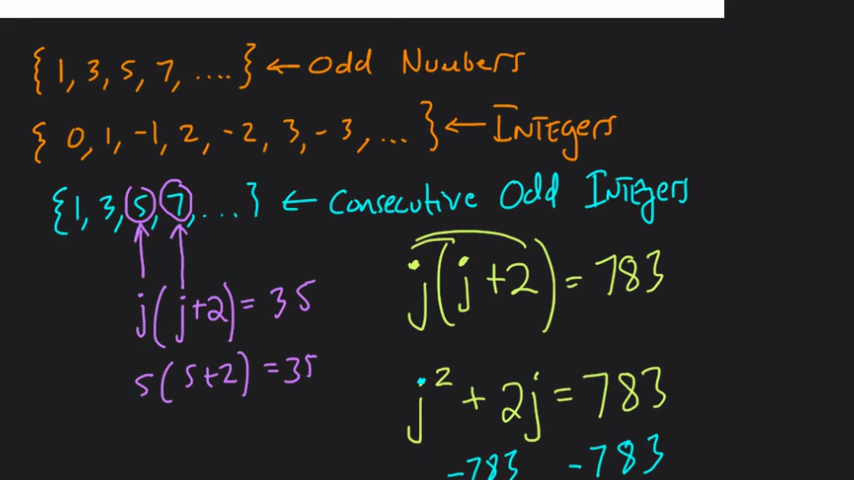 {1, 3, 5, 7, ....} ← Odd Numbers
{0, 1, -1, 2, -2, 3, -3, ...} ← Integers
{1, 3, 5, 7, ...} ← Consecutive Odd Integers
j(j+2) = 35
5(5+2) = 35
j(j+2) = 783
j² + 2j = 783
-783 -783